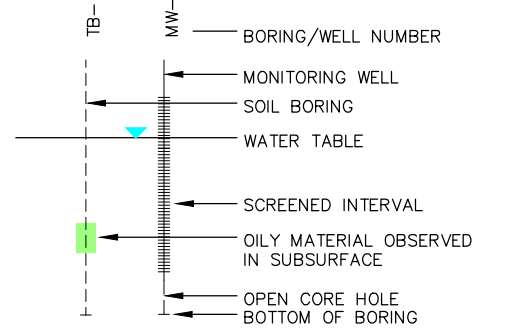 TB-
MW-
BORING/WELL NUMBER
MONITORING WELL
SOIL BORING
WATER TABLE
SCREENED INTERVAL
OILY MATERIAL OBSERVED
IN SUBSURFACE
OPEN CORE HOLE
BOTTOM OF BORING